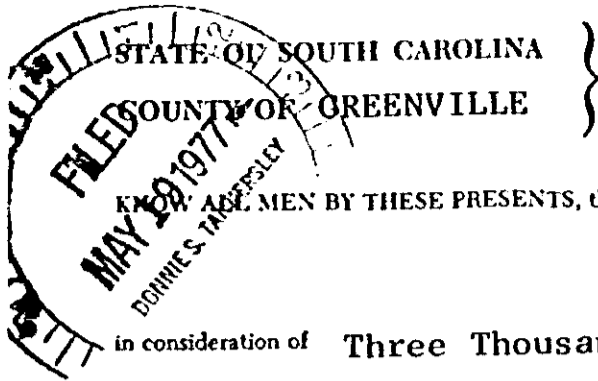 STATE OF SOUTH CAROLINA
COUNTY OF GREENVILLE
FILED
MAY 19 1977
DONNIE S. TANKERSLEY
KNOW ALL MEN BY THESE PRESENTS, t
in consideration of Three Thousa